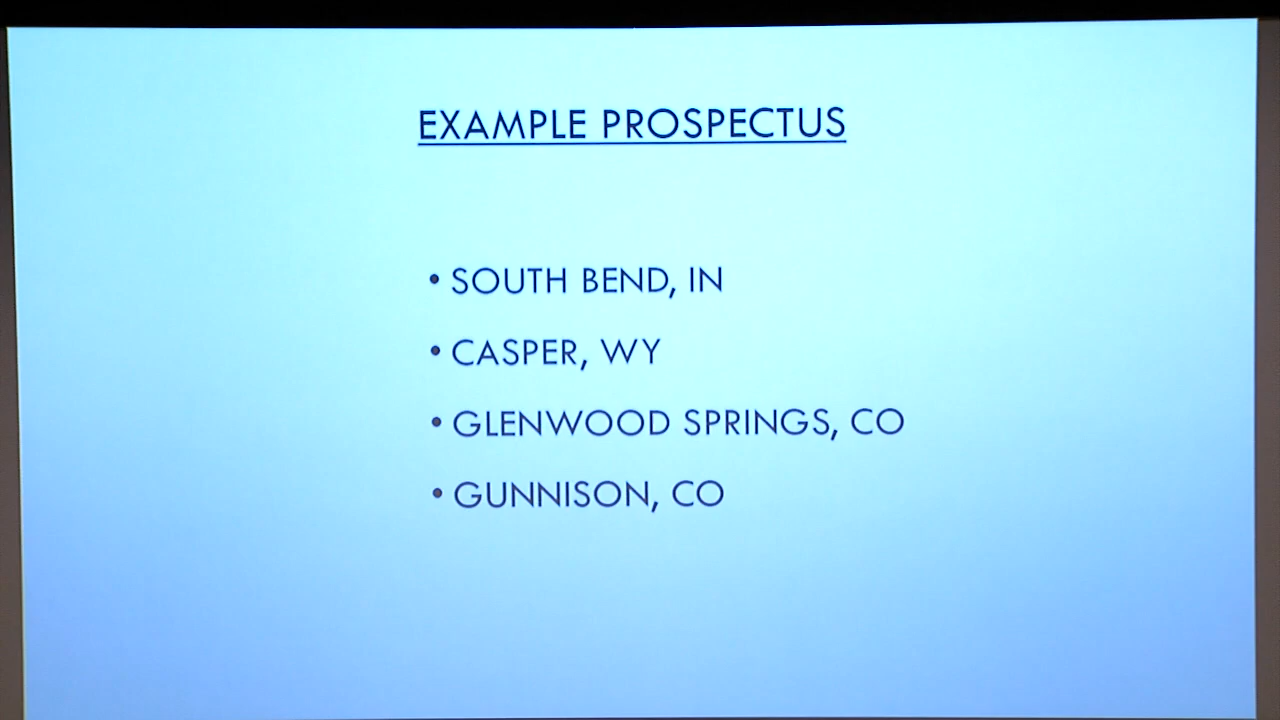 EXAMPLE PROSPECTUS
• SOUTH BEND, IN
• CASPER, WY
• GLENWOOD SPRINGS, CO
• GUNNISON, CO